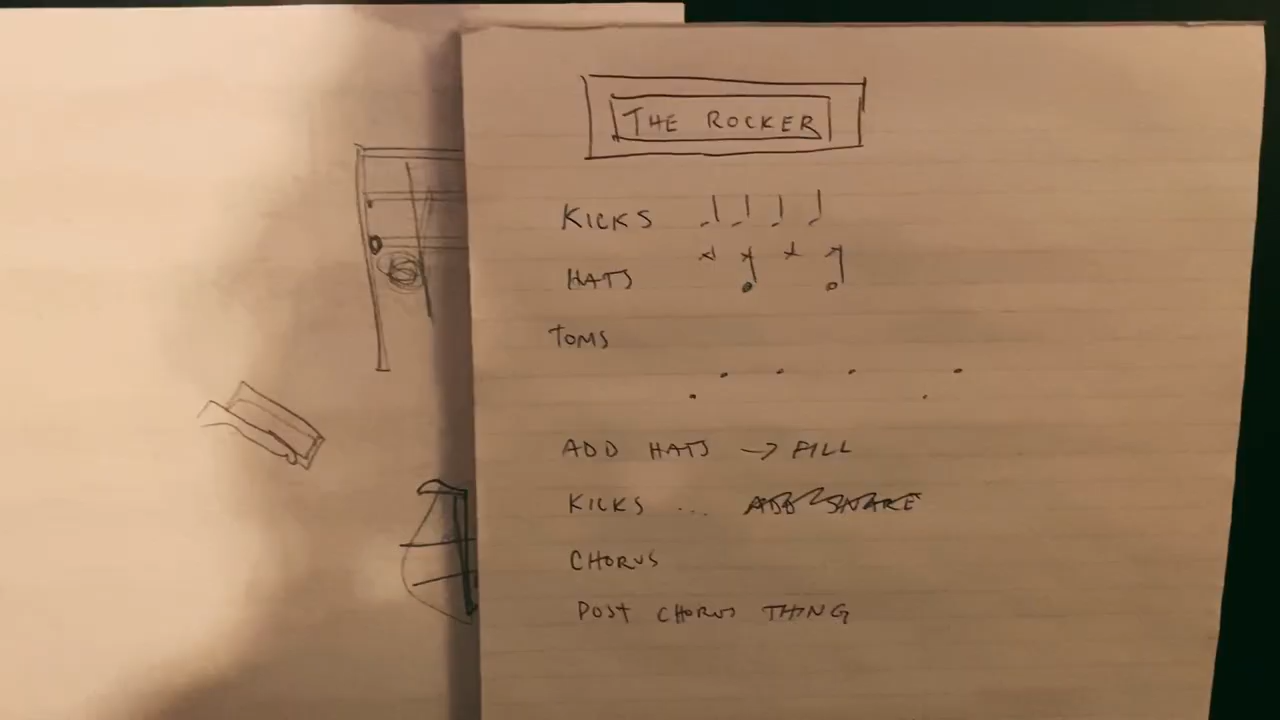 THE ROCKER
KICKS
HATS
TOMS
ADD HATS → FILL
KICKS ... ADD SNARE
CHORUS
POST CHORUS THING